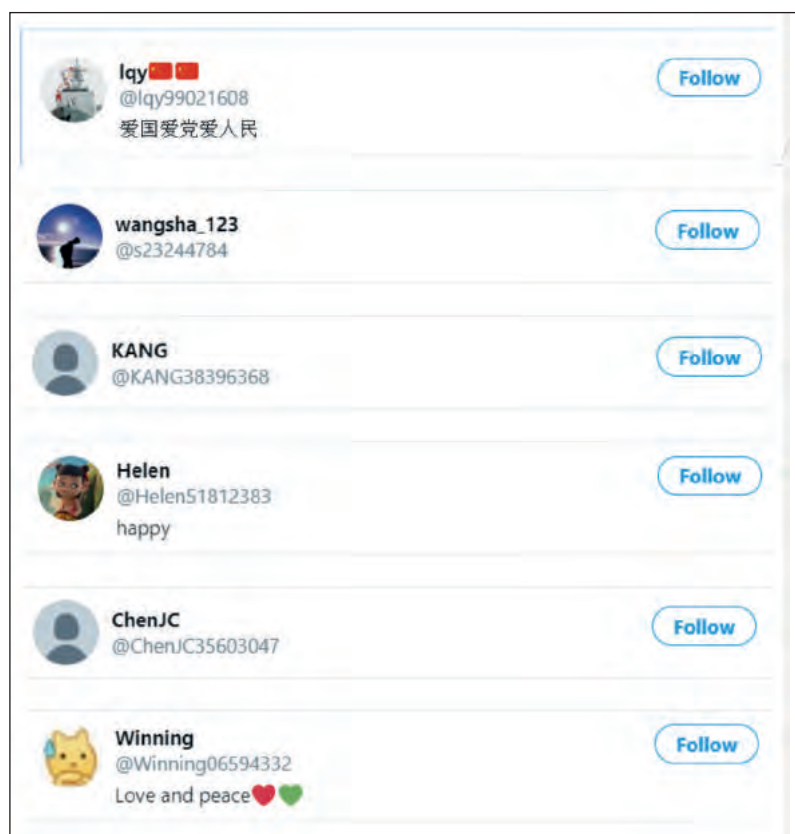 lqy🇨🇳🇨🇳
Follow
@lqy99021608
爱国爱党爱人民
wangsha_123
Follow
@s23244784
KANG
Follow
@KANG38396368
Helen
Follow
@Helen51812383
happy
ChenJC
Follow
@ChenJC35603047
Winning
Follow
@Winning06594332
Love and peace❤️💚